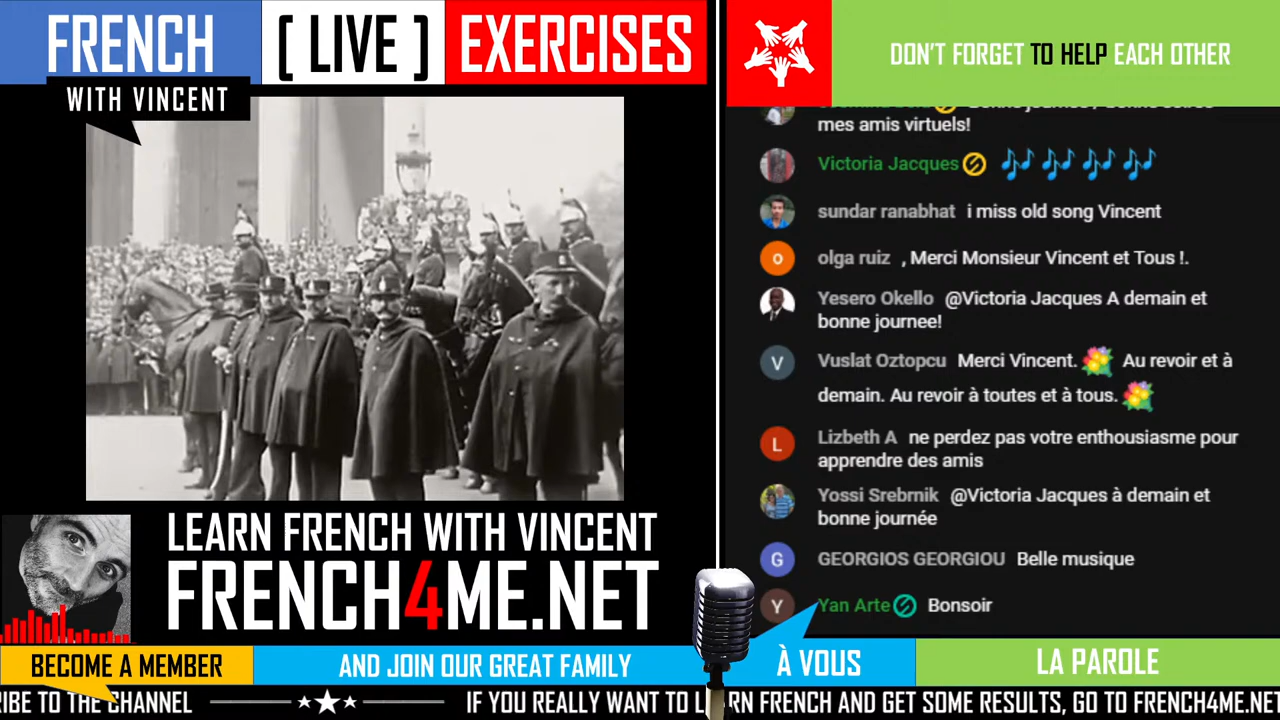 FRENCH
[ LIVE ]
EXERCISES
WITH VINCENT
DON'T FORGET TO HELP EACH OTHER
mes amis virtuels!
Victoria Jacques
sundar ranabhat i miss old song Vincent
o olga ruiz , Merci Monsieur Vincent et Tous !.
Yesero Okello @Victoria Jacques A demain et
bonne journee!
V Vuslat Oztopcu Merci Vincent. Au revoir et à
demain. Au revoir à toutes et à tous.
L Lizbeth A ne perdez pas votre enthousiasme pour
apprendre des amis
Yossi Srebrnik @Victoria Jacques à demain et
bonne journée
G GEORGIOS GEORGIOU Belle musique
Y Yan Arte Bonsoir
LEARN FRENCH WITH VINCENT
FRENCH4ME.NET
BECOME A MEMBER
AND JOIN OUR GREAT FAMILY
À VOUS
LA PAROLE
RIBE TO THE CHANNEL
IF YOU REALLY WANT TO L RN FRENCH AND GET SOME RESULTS, GO TO FRENCH4ME.NET